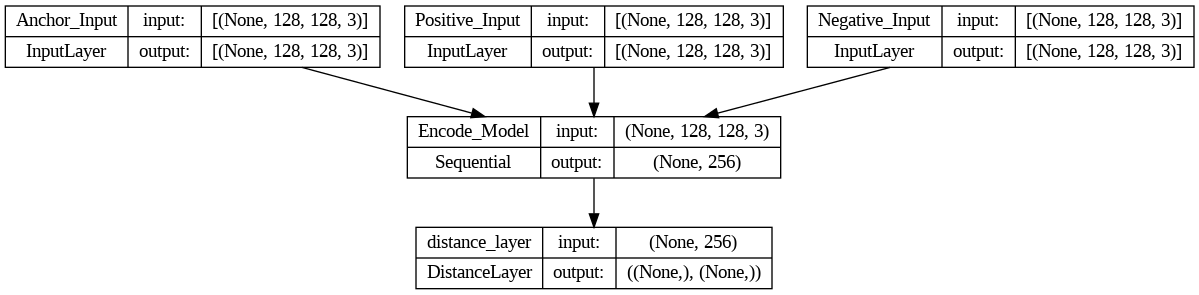 Anchor_Input input: [(None, 128, 128, 3)]
InputLayer output: [(None, 128, 128, 3)]
Positive_Input input: [(None, 128, 128, 3)]
InputLayer output: [(None, 128, 128, 3)]
Negative_Input input: [(None, 128, 128, 3)]
InputLayer output: [(None, 128, 128, 3)]
Encode_Model input: (None, 128, 128, 3)
Sequential output: (None, 256)
distance_layer input: (None, 256)
DistanceLayer output: ((None,), (None,))